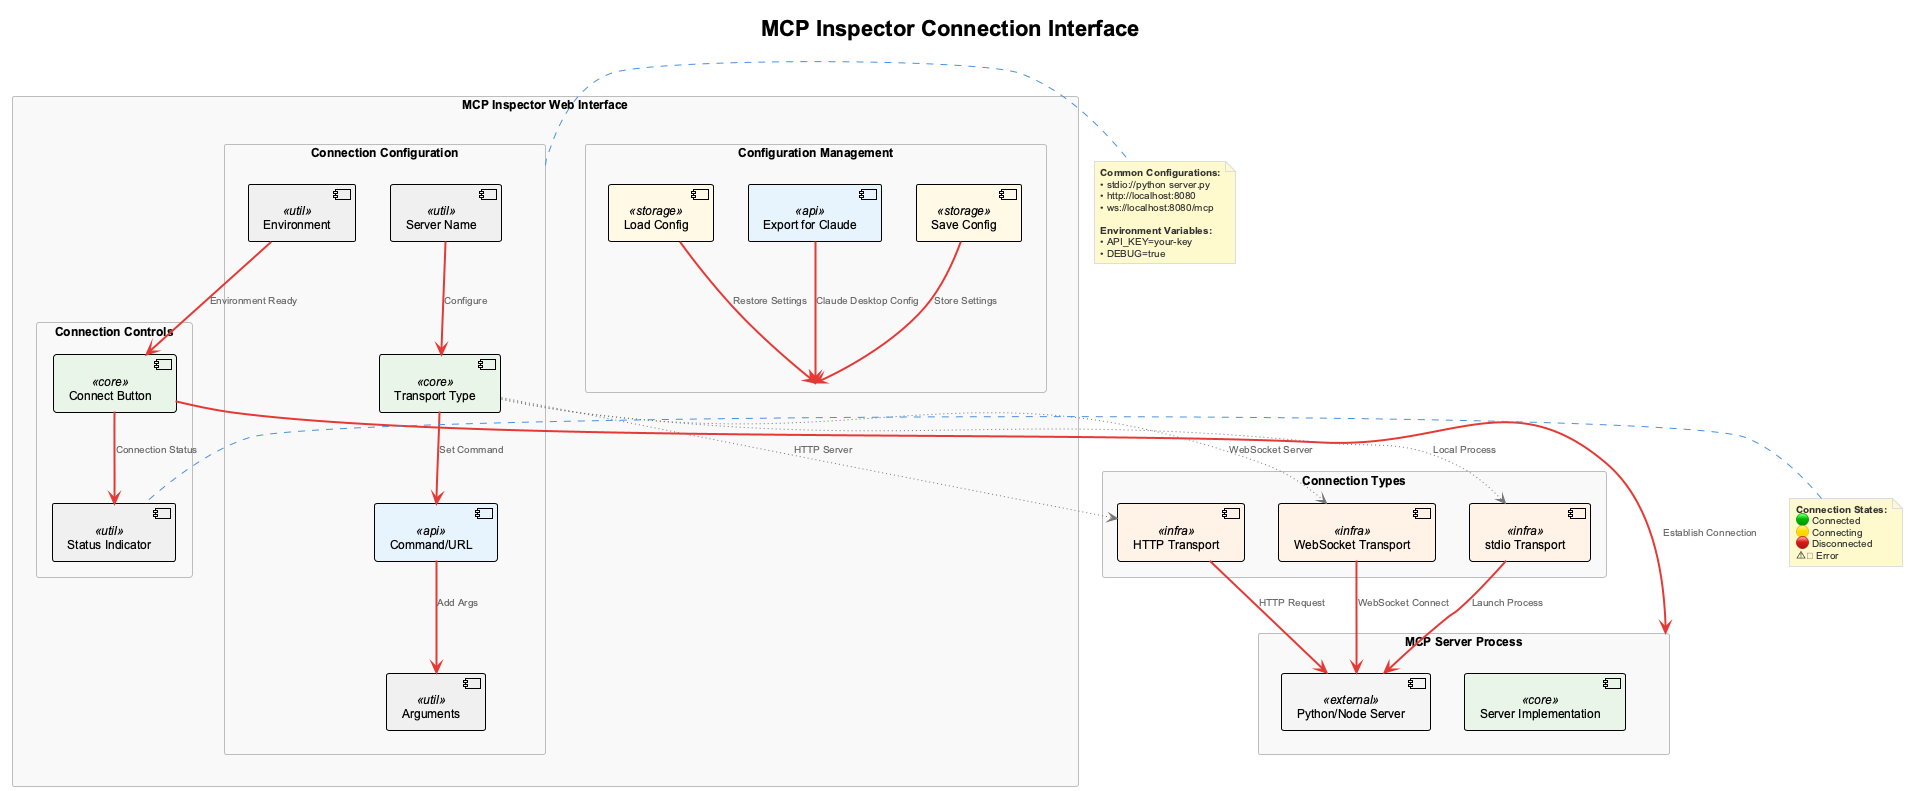 MCP Inspector Connection Interface
MCP Inspector Web Interface
Connection Configuration
«util»
Environment
«util»
Server Name
Environment Ready
Configure
Connection Controls
«core»
Connect Button
Connection Status
«util»
Status Indicator
«core»
Transport Type
Set Command
«api»
Command/URL
Add Args
«util»
Arguments
Configuration Management
«storage»
Load Config
«api»
Export for Claude
«storage»
Save Config
Restore Settings
Claude Desktop Config
Store Settings
Common Configurations:
• stdio://python server.py
• http://localhost:8080
• ws://localhost:8080/mcp
Environment Variables:
• API_KEY=your-key
• DEBUG=true
HTTP Server
WebSocket Server
Local Process
Connection Types
«infra»
HTTP Transport
«infra»
WebSocket Transport
«infra»
stdio Transport
Establish Connection
HTTP Request
WebSocket Connect
Launch Process
MCP Server Process
«external»
Python/Node Server
«core»
Server Implementation
Connection States:
🟢 Connected
🟡 Connecting
🔴 Disconnected
⚠□ Error